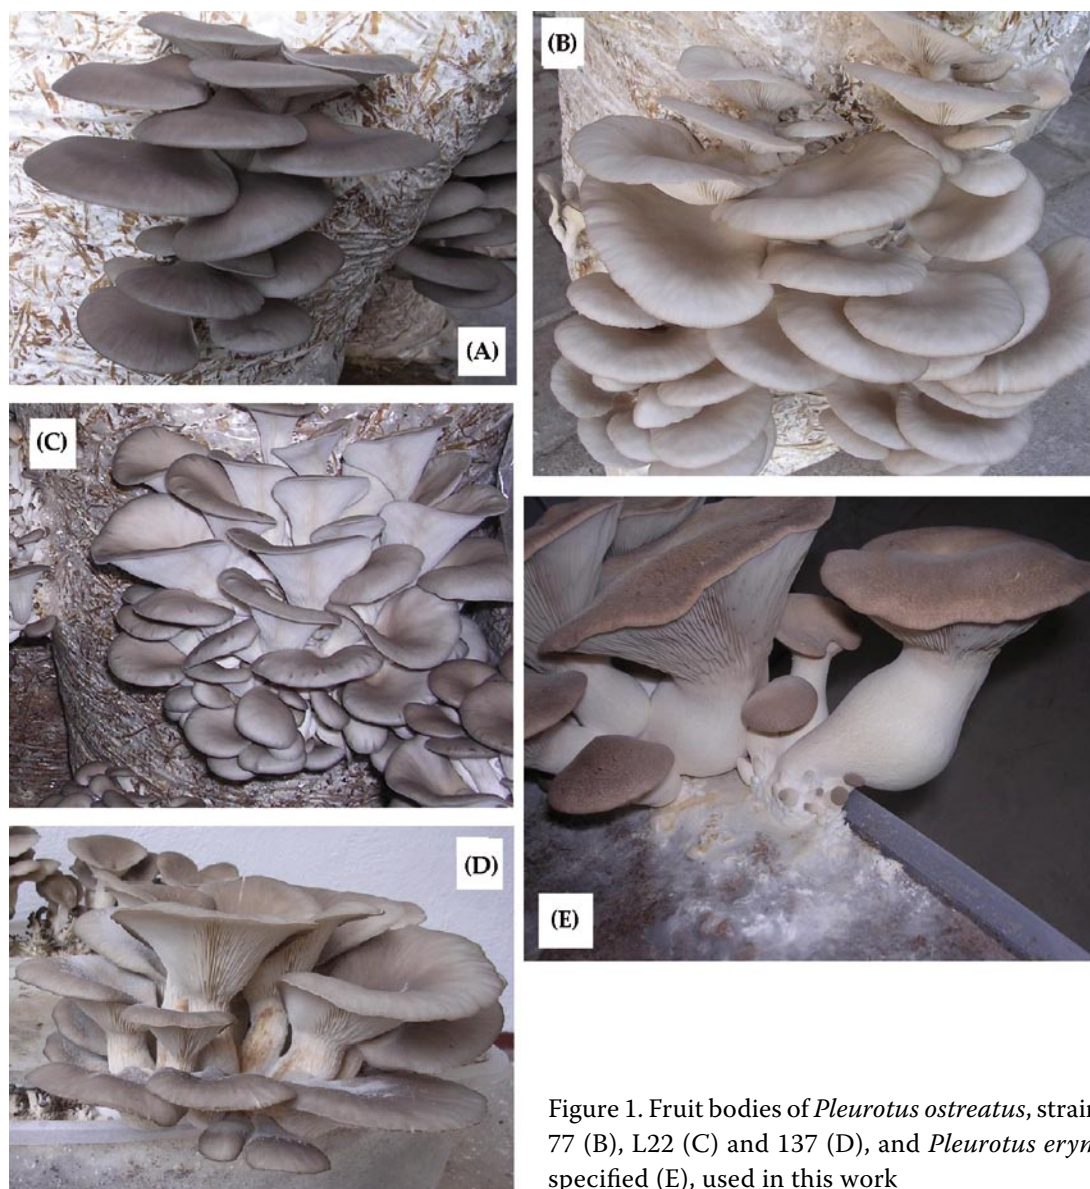 (A)
(B)
(C)
(D)
(E)
Figure 1. Fruit bodies of Pleurotus ostreatus, strain
77 (B), L22 (C) and 137 (D), and Pleurotus eryn
specified (E), used in this work